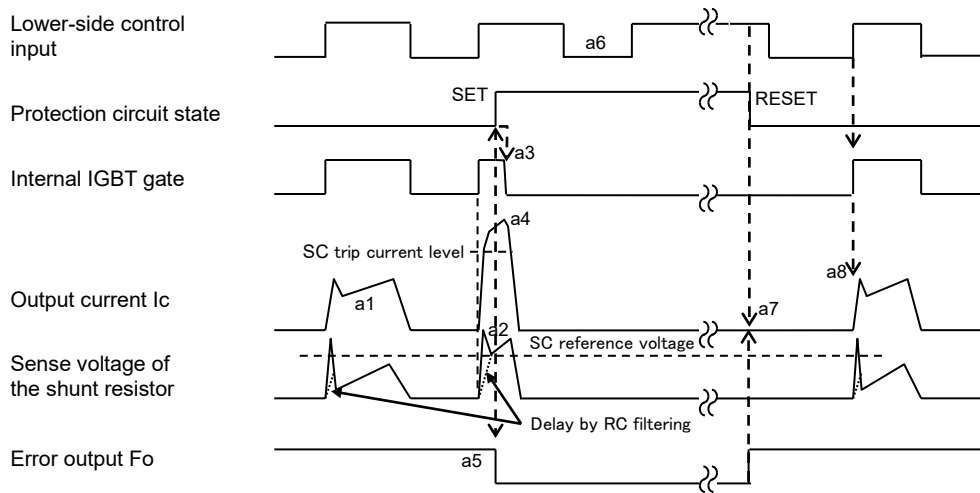 Lower-side control
input
a6
SET
RESET
Protection circuit state
a3
Internal IGBT gate
a4
SC trip current level
a8
Output current Ic
a1
a7
a2
SC reference voltage
Sense voltage of
the shunt resistor
Delay by RC filtering
Error output Fo
a5